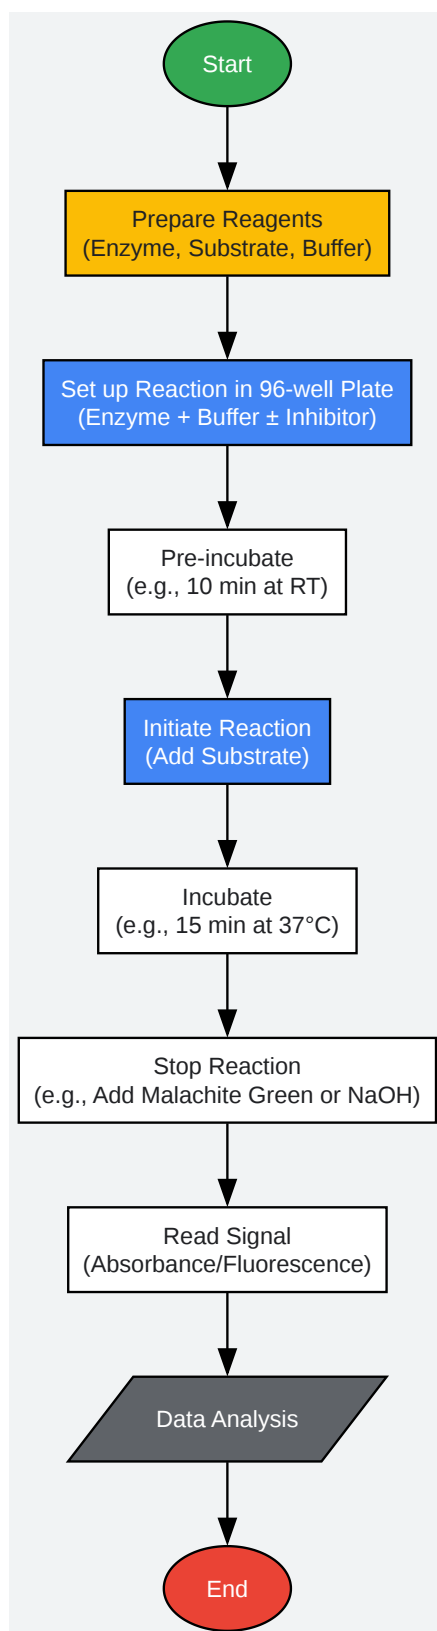 Start
Prepare Reagents
(Enzyme, Substrate, Buffer)
Set up Reaction in 96-well Plate
(Enzyme + Buffer ± Inhibitor)
Pre-incubate
(e.g., 10 min at RT)
Initiate Reaction
(Add Substrate)
Incubate
(e.g., 15 min at 37°C)
Stop Reaction
(e.g., Add Malachite Green or NaOH)
Read Signal
(Absorbance/Fluorescence)
Data Analysis
End